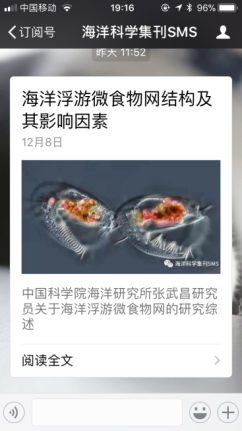 中国移动 19:16 96%
订阅号 海洋科学集刊SMS
昨天 11:52
海洋浮游微食物网结构及
其影响因素
12月8日
海洋科学集刊SMS
中国科学院海洋研究所张武昌研究
员关于海洋浮游微食物网的研究综
述
阅读全文